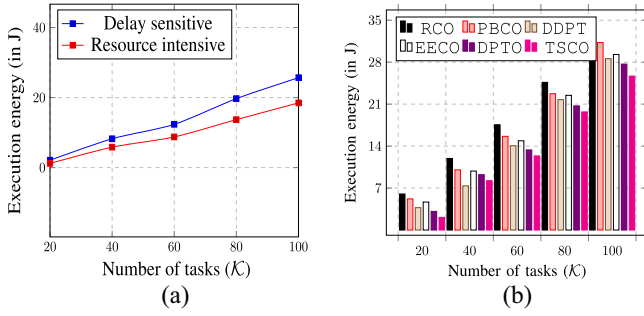 (a)
Execution energy (in J)
Delay sensitive
Resource intensive
40
20
0
20 40 60 80 100
Number of tasks (𝒦)
(a)
(b)
Execution energy (in J)
RCO PBCO DDPT
EECO DPTO TSCO
35
28
21
14
7
20 40 60 80 100
Number of tasks (𝒦)
(b)